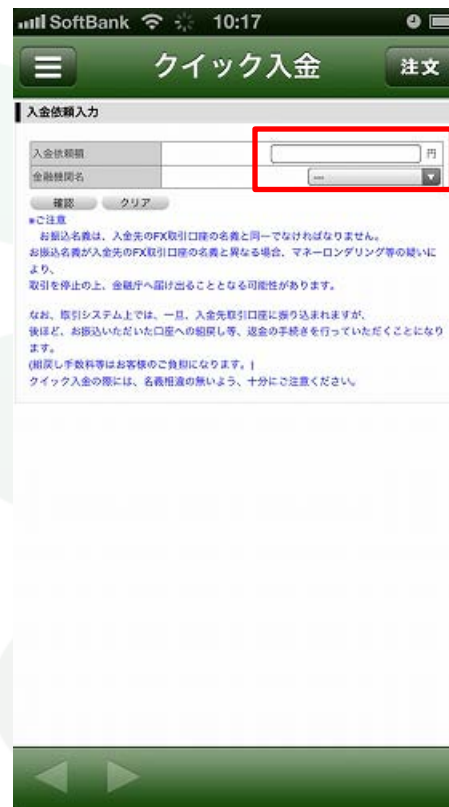 SoftBank 10:17
クイック入金
注文
入金依頼入力
入金依頼額 円
金融機関名 ---
確認 クリア
※ご注意
お振込名義は、入金先のFX取引口座の名義と同一でなければなりません。
お振込名義が入金先のFX取引口座の名義と異なる場合、マネーロンダリング等の疑いに
より、
取引を停止の上、金融庁へ届け出ることとなる可能性があります。
なお、取引システム上では、一旦、入金先取引口座に振り込まれますが、
後ほど、お振込いただいた口座への組戻し等、返金の手続きを行っていただくことになり
ます。
(組戻し手数料等はお客様のご負担になります。)
クイック入金の際には、名義相違の無いよう、十分にご注意ください。